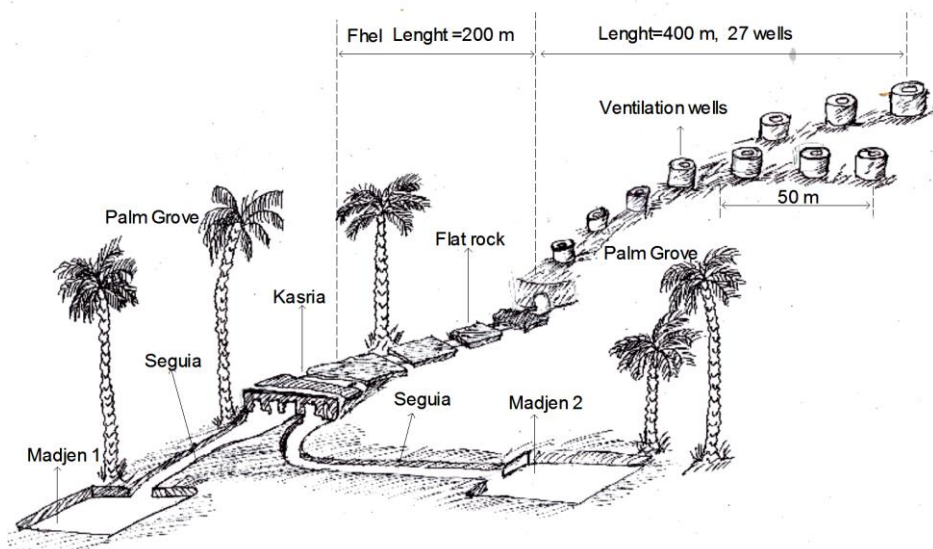 Fhel Lenght =200 m
Lenght=400 m, 27 wells
Ventilation wells
50 m
Palm Grove
Flat rock
Palm Grove
Kasria
Seguia
Seguia
Madjen 2
Madjen 1